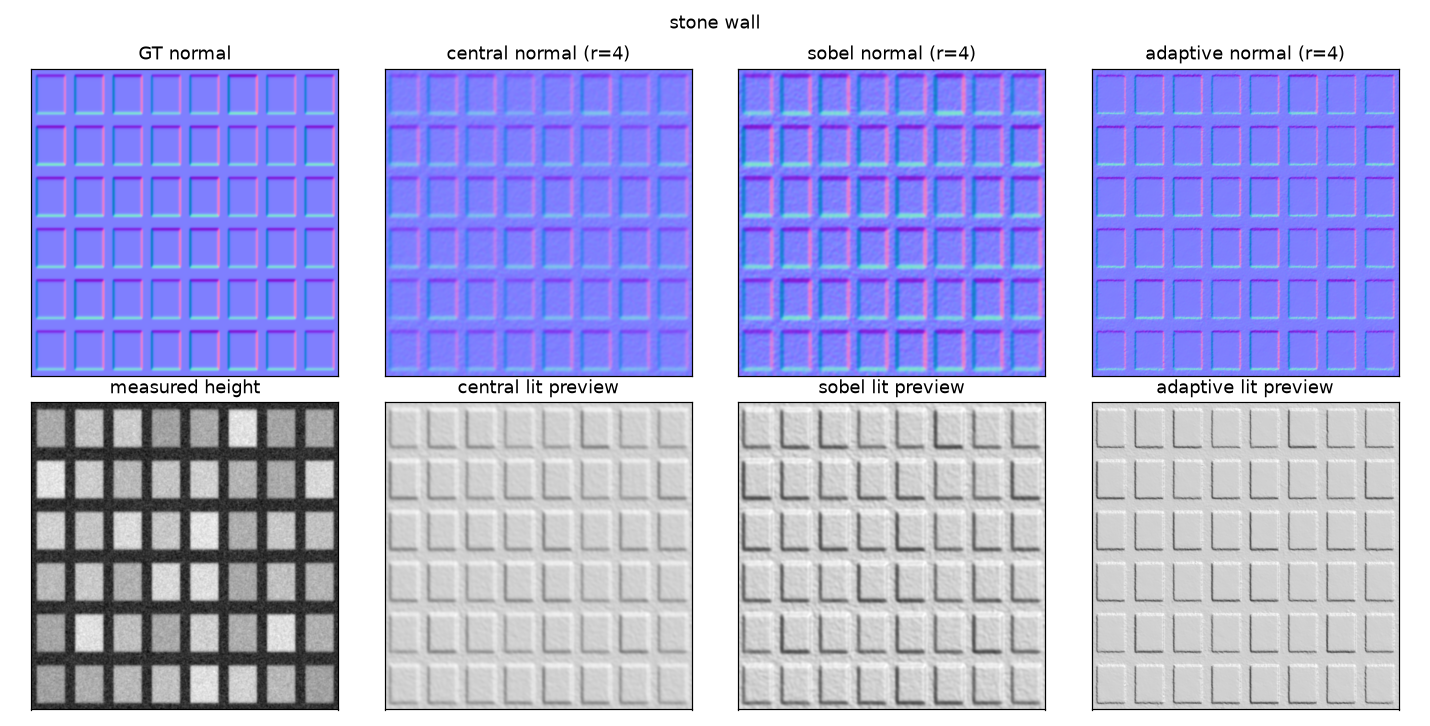 stone wall
GT normal
central normal (r=4)
sobel normal (r=4)
adaptive normal (r=4)
measured height
central lit preview
sobel lit preview
adaptive lit preview